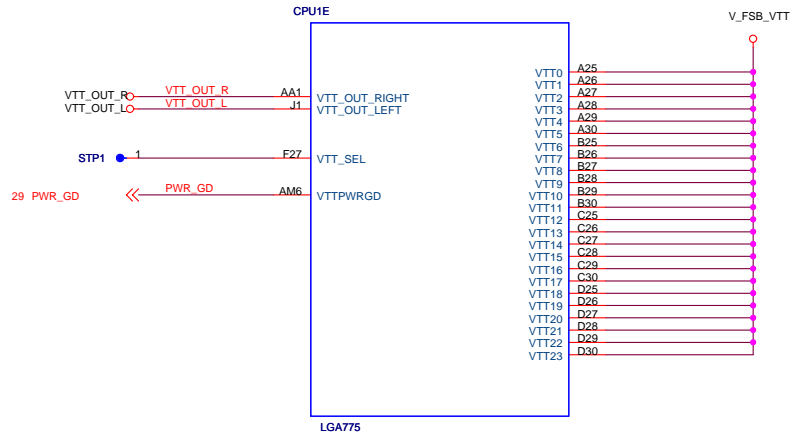 CPU1E
V_FSB_VTT
VTT_OUT_R VTT_OUT_R AA1 VTT_OUT_RIGHT
VTT_OUT_L VTT_OUT_L J1 VTT_OUT_LEFT
STP1 1 F27 VTT_SEL
29 PWR_GD PWR_GD AM6 VTTPWRGD
VTT0 A25
VTT1 A26
VTT2 A27
VTT3 A28
VTT4 A29
VTT5 A30
VTT6 B25
VTT7 B26
VTT8 B27
VTT9 B28
VTT10 B29
VTT11 B30
VTT12 C25
VTT13 C26
VTT14 C27
VTT15 C28
VTT16 C29
VTT17 C30
VTT18 D25
VTT19 D26
VTT20 D27
VTT21 D28
VTT22 D29
VTT23 D30
LGA775